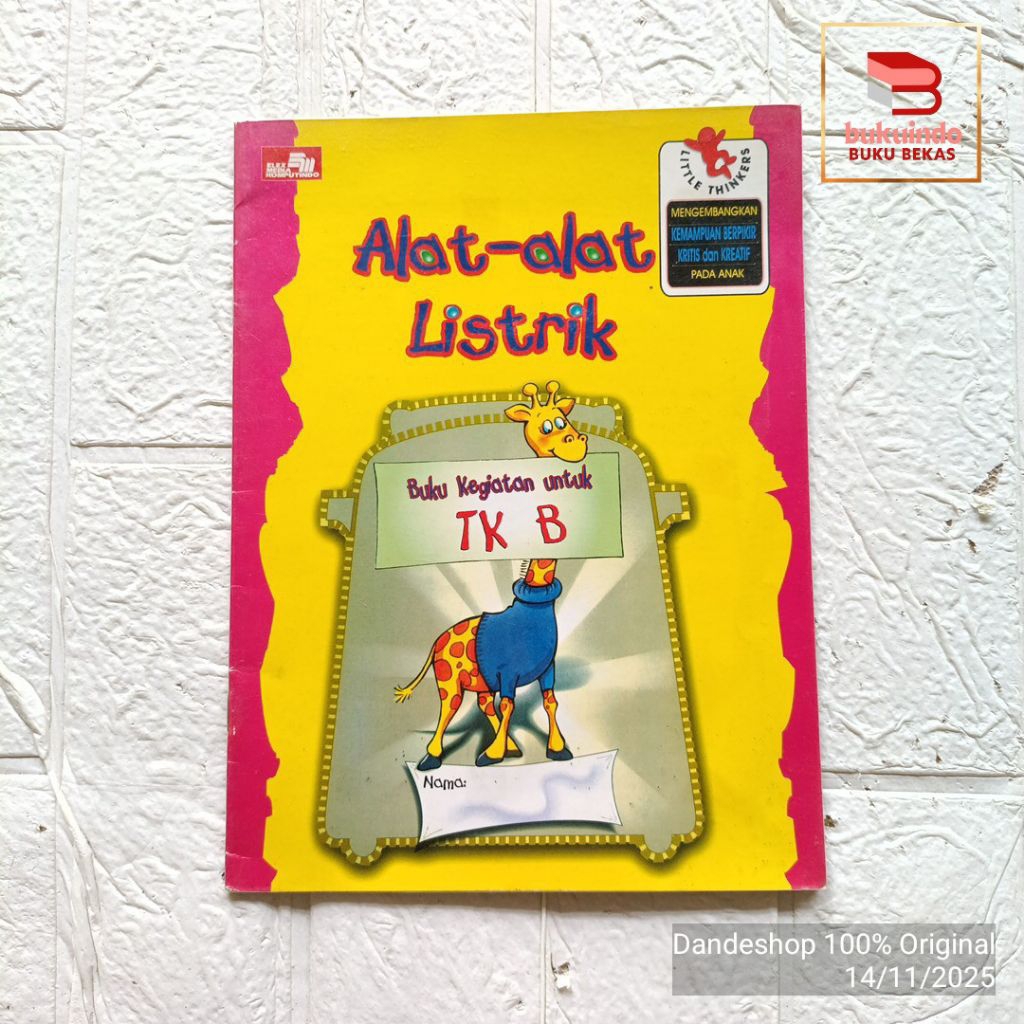 bukuindo
BUKU BEKAS
ELEX
MEDIA
KOMPUTINDO
LITTLE THINKERS
MENGEMBANGKAN
KEMAMPUAN BERPIKIR
KRITIS dan KREATIF
PADA ANAK
Alat-alat
Listrik
Buku Kegiatan untuk
TK B
Nama:
Dandeshop 100% Original
14/11/2025